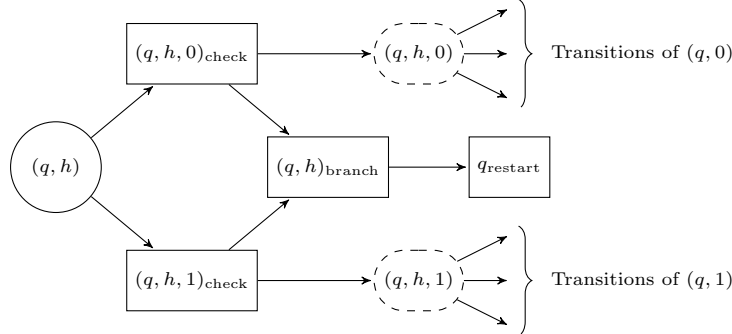 (q, h, 0)check
(q, h, 0)
Transitions of (q, 0)
(q, h)
(q, h)branch
qrestart
(q, h, 1)check
(q, h, 1)
Transitions of (q, 1)